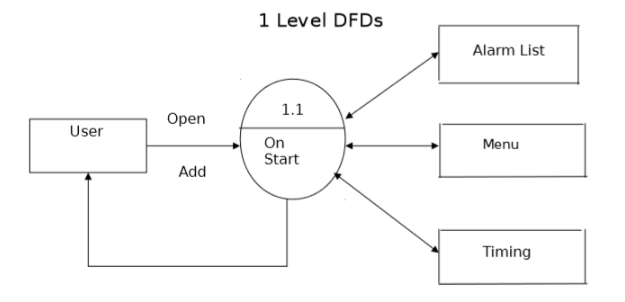 1 Level DFDs
Alarm List
1.1
Open
User
On
Start
Menu
Add
Timing